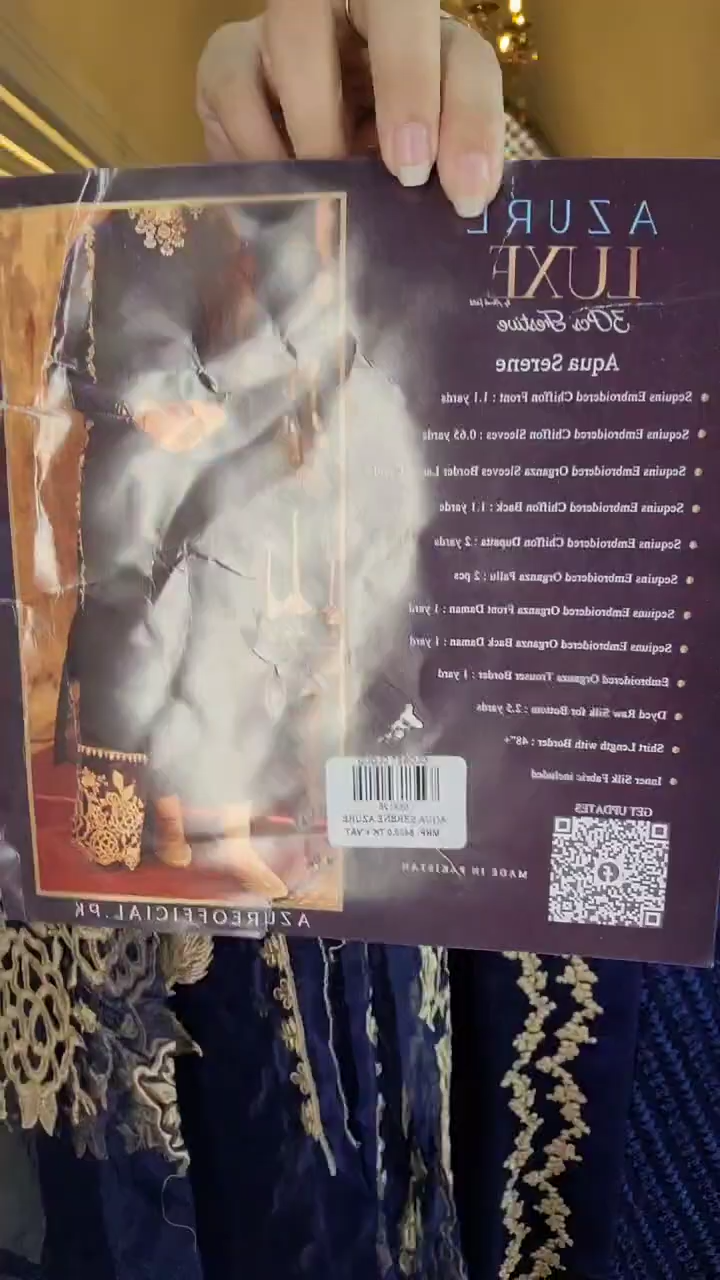 AZURE
LUXE
3 Pcs Festive
Aqua Serene
Sequins Embroidered Chiffon Front : 1.1 yards
Sequins Embroidered Chiffon Sleeves : 0.65 yards
Sequins Embroidered Organza Sleeves Border
Sequins Embroidered Chiffon Back : 1.1 yards
Sequins Embroidered Chiffon Dupatta : 2 yards
Sequins Embroidered Organza Pallu : 2 pcs
Sequins Embroidered Organza Front Daman : 1 yard
Sequins Embroidered Organza Back Daman : 1 yard
Embroidered Organza Trouser Border : 1 yard
Dyed Raw Silk for Bottom : 2.5 yards
Shirt Length with Border : 48"+
Inner Silk Fabric included
GET UPDATES
AQUA SERENE AZURE
MADE IN PAKISTAN
AZUREOFFICIAL.PK